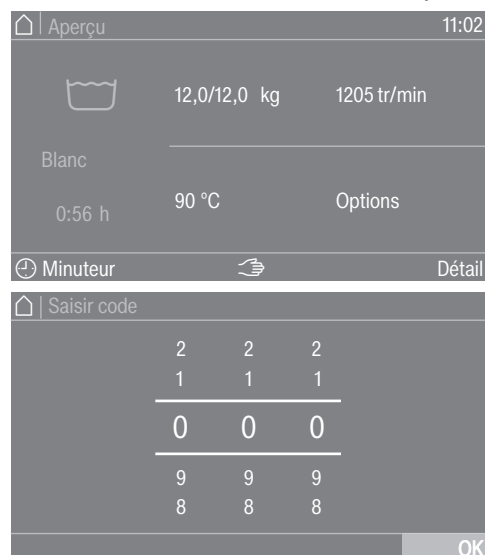 Aperçu 11:02
12,0/12,0 kg 1205 tr/min
Blanc
90 °C Options
0:56 h
Minuteur Détail
Saisir code
2 2 2
1 1 1
0 0 0
9 9 9
8 8 8
OK